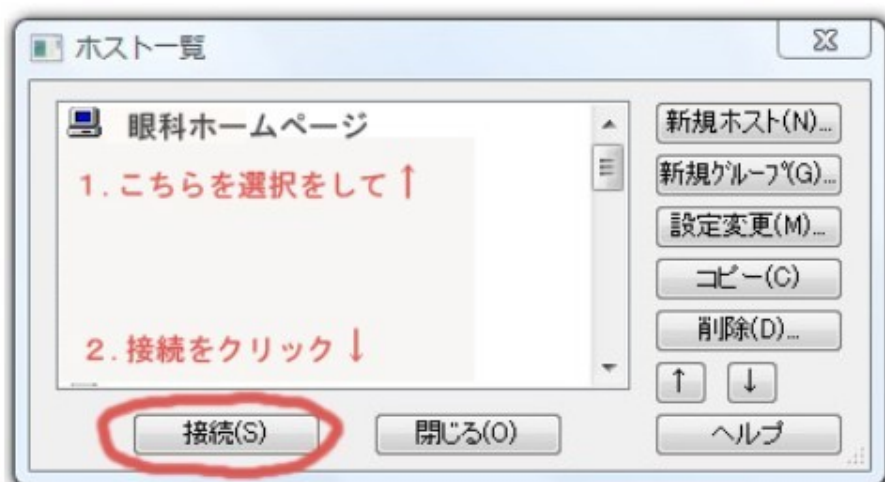 ホスト一覧
眼科ホームページ
1.こちらを選択をして↑
2.接続をクリック↓
新規ホスト(N)...
新規グループ(G)...
設定変更(M)...
コピー(C)
削除(D)...
↑ ↓
接続(S) 閉じる(O) ヘルプ